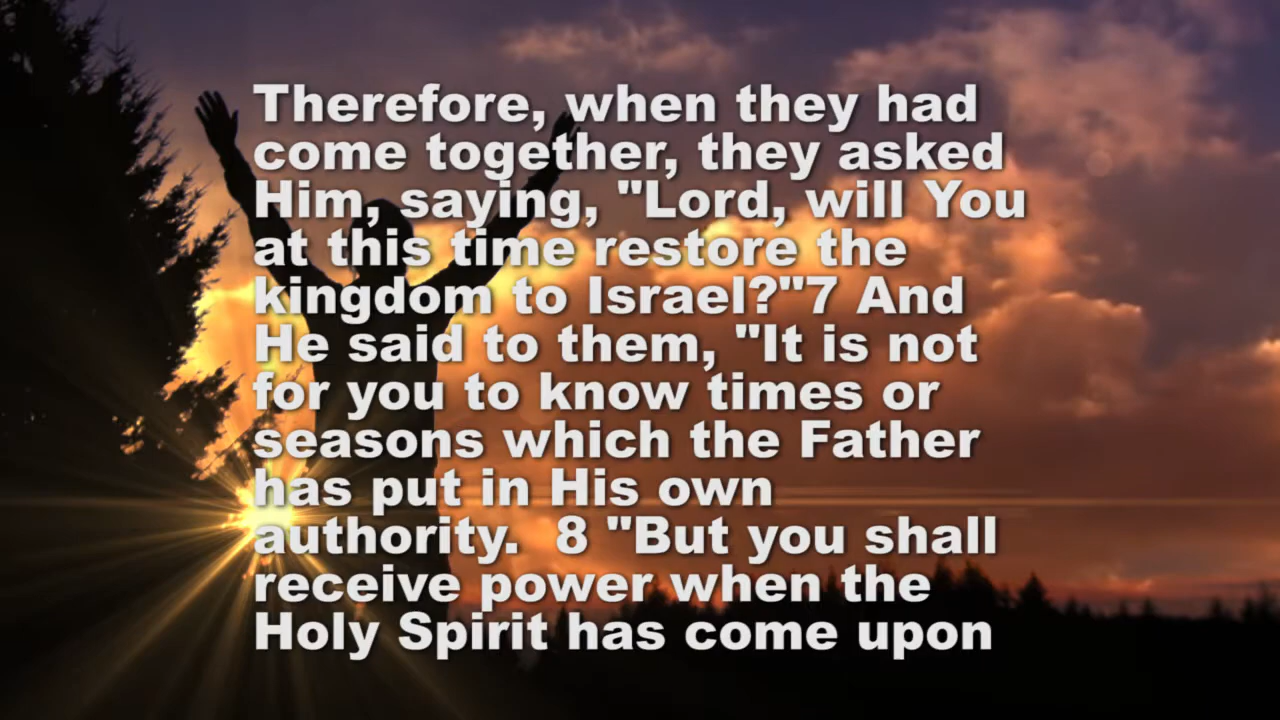 Therefore, when they had
come together, they asked
Him, saying, "Lord, will You
at this time restore the
kingdom to Israel?"7 And
He said to them, "It is not
for you to know times or
seasons which the Father
has put in His own
authority.  8 "But you shall
receive power when the
Holy Spirit has come upon